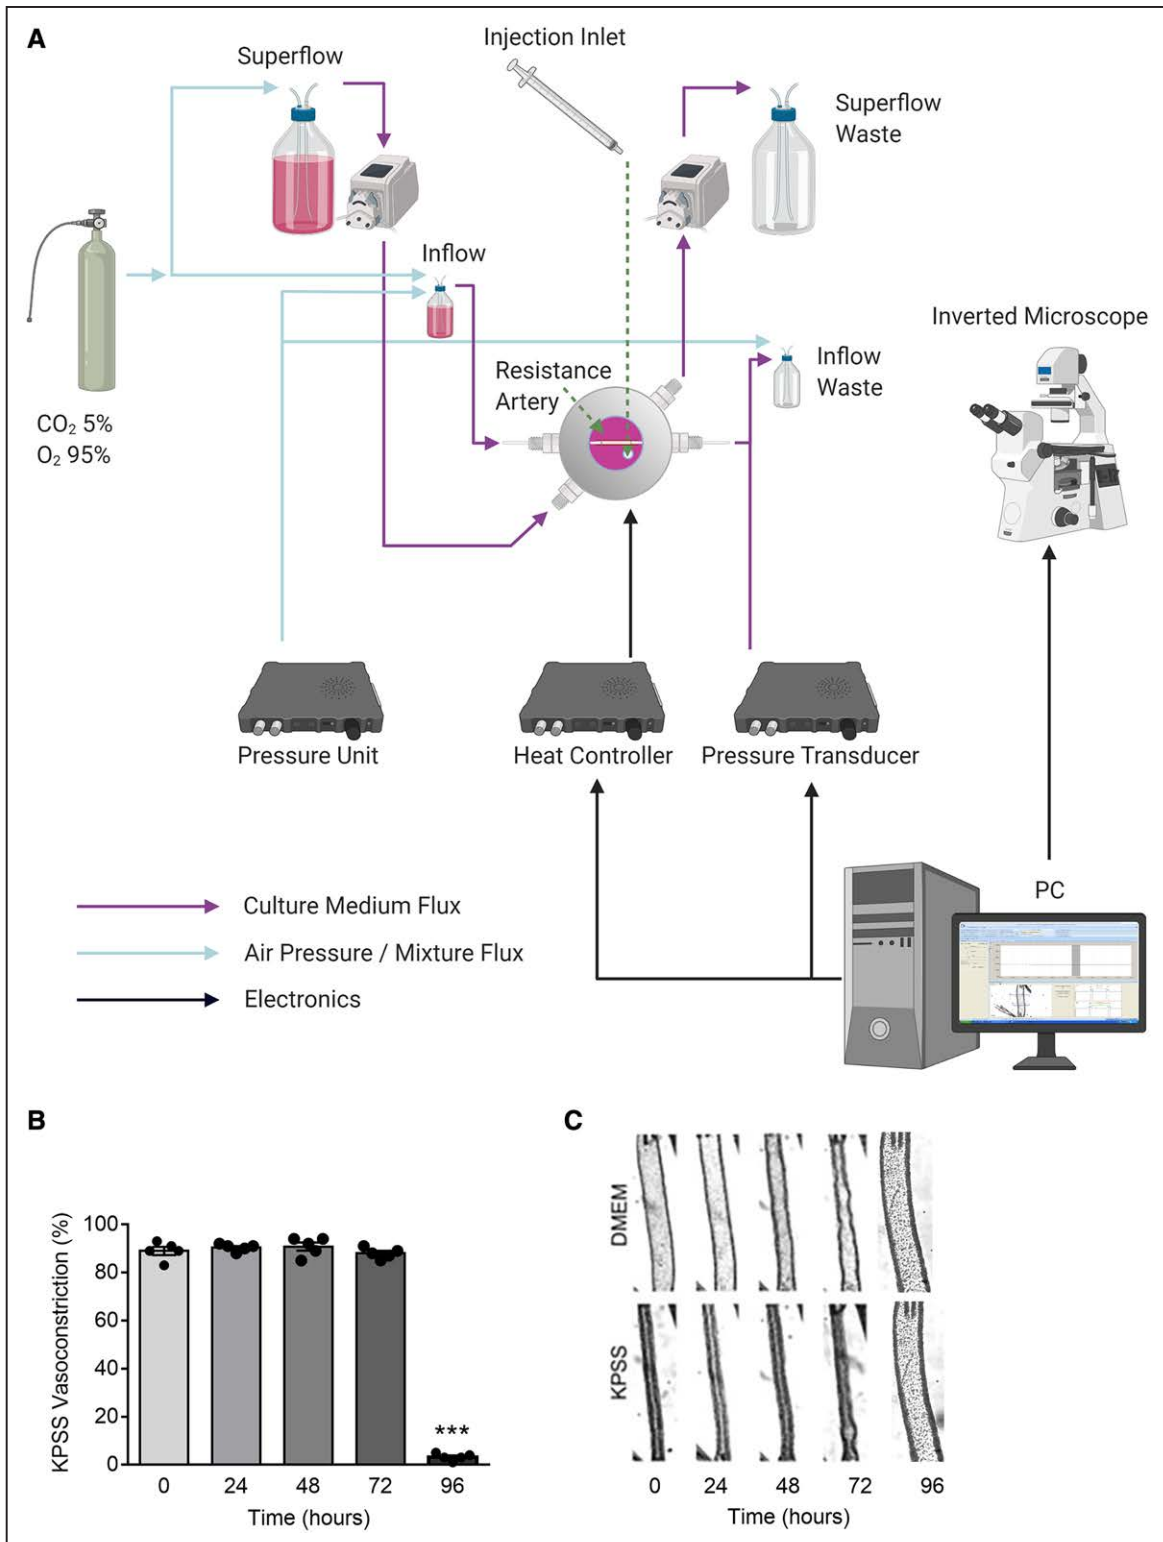 A
Superflow
Injection Inlet
Superflow
Waste
Inflow
CO₂ 5%
O₂ 95%
Resistance
Artery
Inflow
Waste
Inverted Microscope
Pressure Unit
Heat Controller
Pressure Transducer
PC
Culture Medium Flux
Air Pressure / Mixture Flux
Electronics
B
KPSS Vasoconstriction (%)
100
80
60
40
20
0
***
0 24 48 72 96
Time (hours)
C
DMEM
KPSS
0 24 48 72 96
Time (hours)